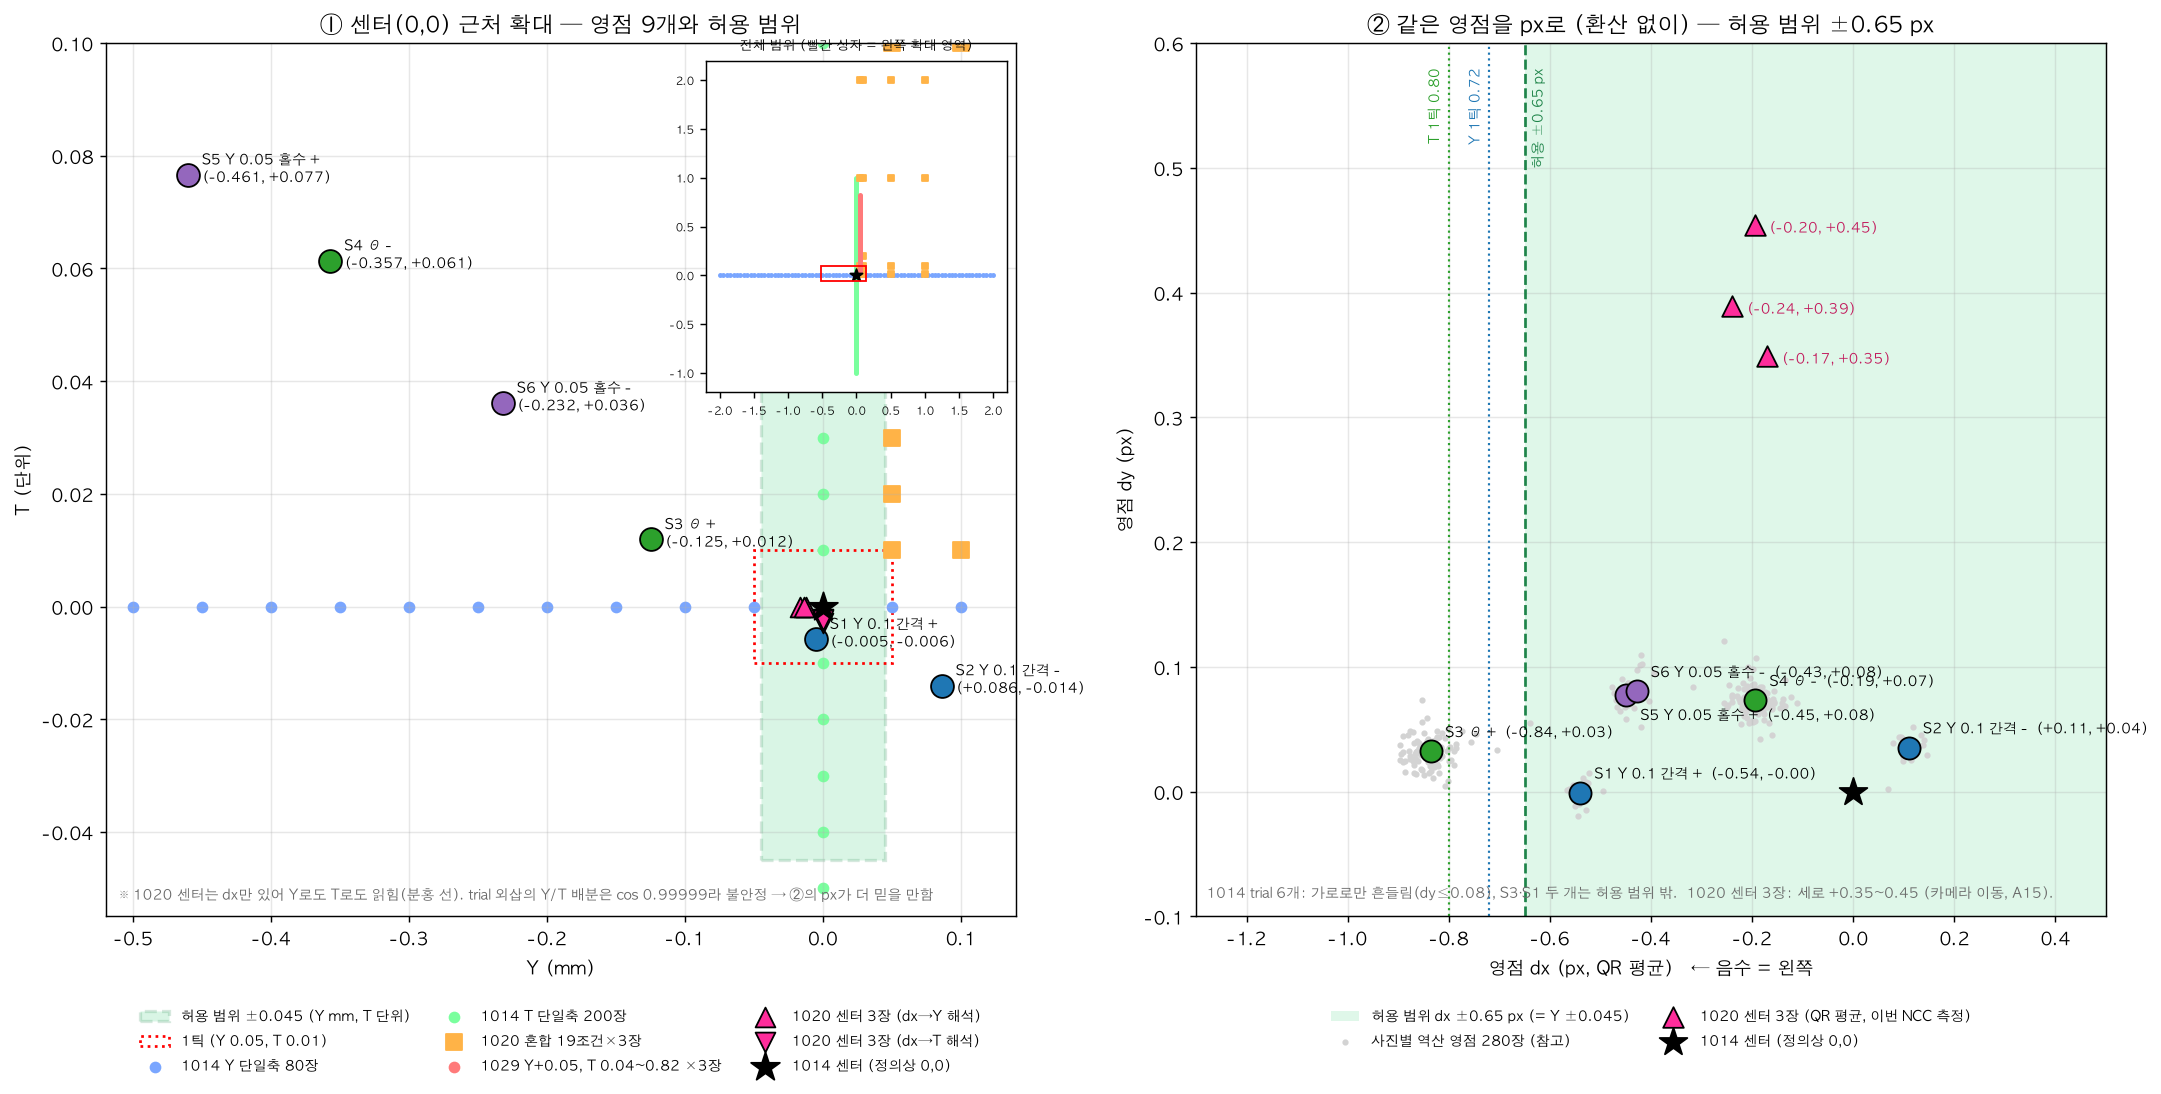 ① 센터(0,0) 근처 확대 — 영점 9개와 허용 범위
전체 범위 (빨간 상자 = 왼쪽 확대 영역)
0.10
0.08
0.06
0.04
0.02
0.00
-0.02
-0.04
T (단위)
2.0
1.5
1.0
0.5
0.0
-0.5
-1.0
-2.0 -1.5 -1.0 -0.5 0.0 0.5 1.0 1.5 2.0
S5 Y 0.05 홀수 +
(-0.461, +0.077)
S4 θ -
(-0.357, +0.061)
S6 Y 0.05 홀수 -
(-0.232, +0.036)
S3 θ +
(-0.125, +0.012)
S1 Y 0.1 간격 +
(-0.005, -0.006)
S2 Y 0.1 간격 -
(+0.086, -0.014)
※ 1020 센터는 dx만 있어 Y로도 T로도 읽힘(분홍 선). trial 외삽의 Y/T 배분은 cos 0.99999라 불안정 → ②의 px가 더 믿을 만함
-0.5 -0.4 -0.3 -0.2 -0.1 0.0 0.1
Y (mm)
허용 범위 ±0.045 (Y mm, T 단위)
1틱 (Y 0.05, T 0.01)
1014 Y 단일축 80장
1014 T 단일축 200장
1020 혼합 19조건×3장
1029 Y+0.05, T 0.04~0.82 ×3장
1020 센터 3장 (dx→Y 해석)
1020 센터 3장 (dx→T 해석)
1014 센터 (정의상 0,0)
② 같은 영점을 px로 (환산 없이) — 허용 범위 ±0.65 px
0.6
0.5
0.4
0.3
0.2
0.1
0.0
-0.1
영점 dy (px)
T 1틱 0.80
Y 1틱 0.72
허용 ±0.65 px
(-0.20, +0.45)
(-0.24, +0.39)
(-0.17, +0.35)
S6 Y 0.05 홀수 - (-0.43, +0.08)
S4 θ - (-0.19, +0.07)
S5 Y 0.05 홀수 + (-0.45, +0.08)
S3 θ + (-0.84, +0.03)
S2 Y 0.1 간격 - (+0.11, +0.04)
S1 Y 0.1 간격 + (-0.54, -0.00)
1014 trial 6개: 가로로만 흔들림(dy≤0.08), S3·S1 두 개는 허용 범위 밖. 1020 센터 3장: 세로 +0.35~0.45 (카메라 이동, A15).
-1.2 -1.0 -0.8 -0.6 -0.4 -0.2 0.0 0.2 0.4
영점 dx (px, QR 평균) ← 음수 = 왼쪽
허용 범위 dx ±0.65 px (= Y ±0.045)
사진별 역산 영점 280장 (참고)
1020 센터 3장 (QR 평균, 이번 NCC 측정)
1014 센터 (정의상 0,0)